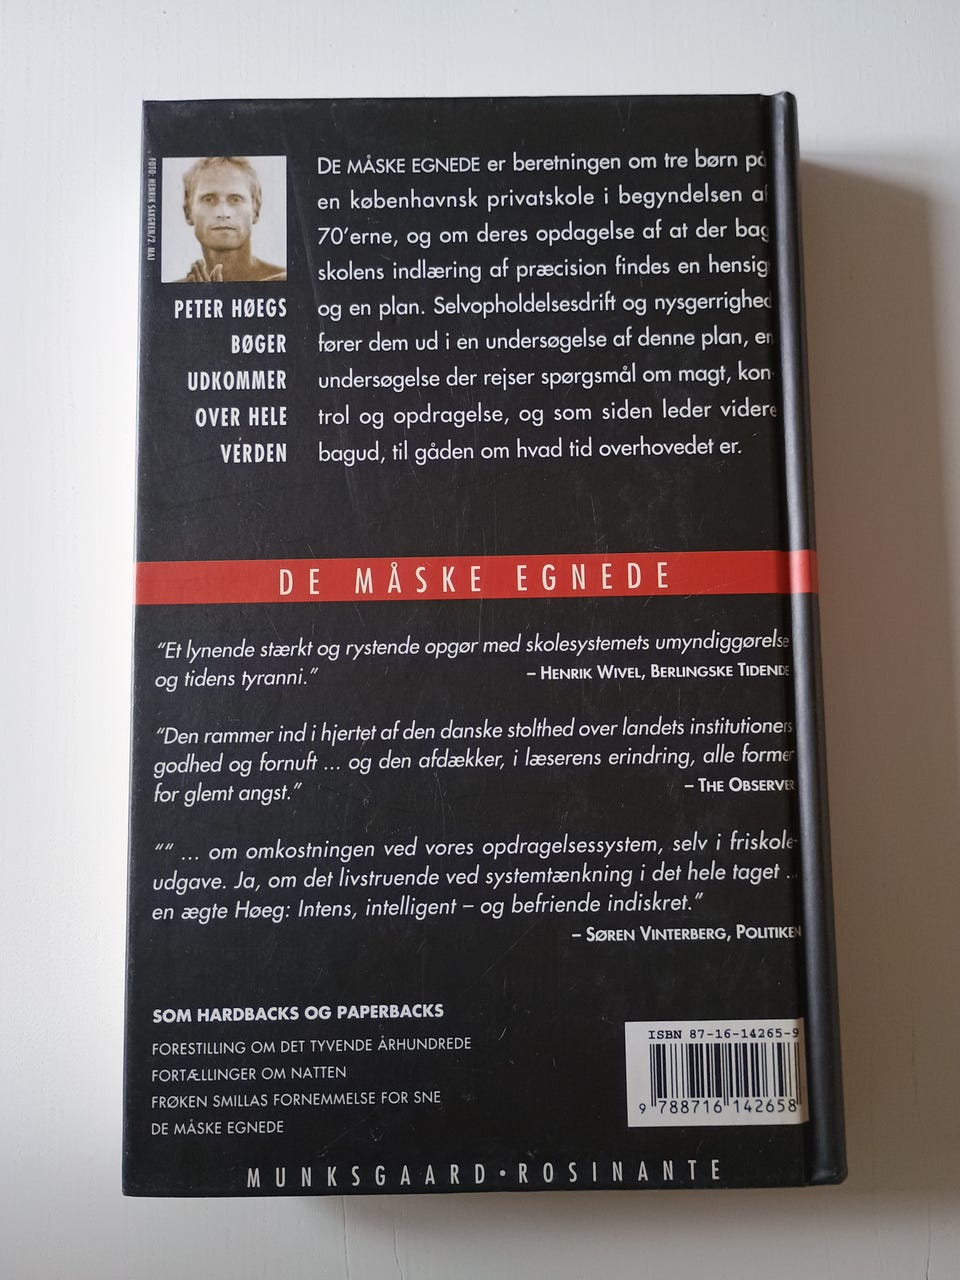 FOTO: HENRIK SAXGREN/2. MAJ
PETER HØEGS
BØGER
UDKOMMER
OVER HELE
VERDEN
DE MÅSKE EGNEDE er beretningen om tre børn på
en københavnsk privatskole i begyndelsen af
70'erne, og om deres opdagelse af at der bag
skolens indlæring af præcision findes en hensig
og en plan. Selvopholdelsesdrift og nysgerrighed
fører dem ud i en undersøgelse af denne plan, en
undersøgelse der rejser spørgsmål om magt, kon-
trol og opdragelse, og som siden leder videre
bagud, til gåden om hvad tid overhovedet er.
DE MÅSKE EGNEDE
"Et lynende stærkt og rystende opgør med skolesystemets umyndiggørelse
og tidens tyranni."
– HENRIK WIVEL, BERLINGSKE TIDENDE
"Den rammer ind i hjertet af den danske stolthed over landets institutioners
godhed og fornuft ... og den afdækker, i læserens erindring, alle former
for glemt angst."
– THE OBSERVER
"" ... om omkostningen ved vores opdragelsessystem, selv i friskole-
udgave. Ja, om det livstruende ved systemtænkning i det hele taget ...
en ægte Høeg: Intens, intelligent – og befriende indiskret."
– SØREN VINTERBERG, POLITIKEN
SOM HARDBACKS OG PAPERBACKS
FORESTILLING OM DET TYVENDE ÅRHUNDREDE
FORTÆLLINGER OM NATTEN
FRØKEN SMILLAS FORNEMMELSE FOR SNE
DE MÅSKE EGNEDE
ISBN 87-16-14265-9
9 788716 142658
MUNKSGAARD·ROSINANTE